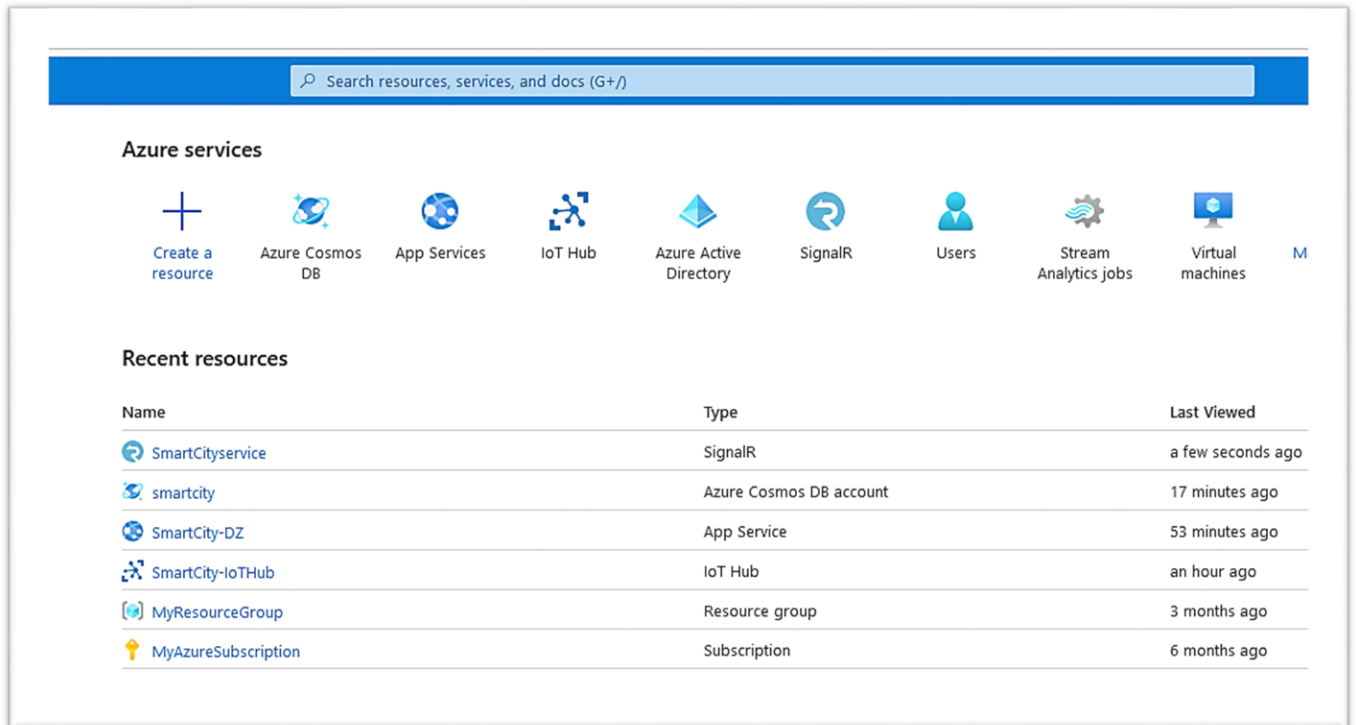 Search resources, services, and docs (G+/)
Azure services
Create a resource
Azure Cosmos DB
App Services
IoT Hub
Azure Active Directory
SignalR
Users
Stream Analytics jobs
Virtual machines
M
Recent resources
Name Type Last Viewed
SmartCityservice SignalR a few seconds ago
smartcity Azure Cosmos DB account 17 minutes ago
SmartCity-DZ App Service 53 minutes ago
SmartCity-IoTHub IoT Hub an hour ago
MyResourceGroup Resource group 3 months ago
MyAzureSubscription Subscription 6 months ago